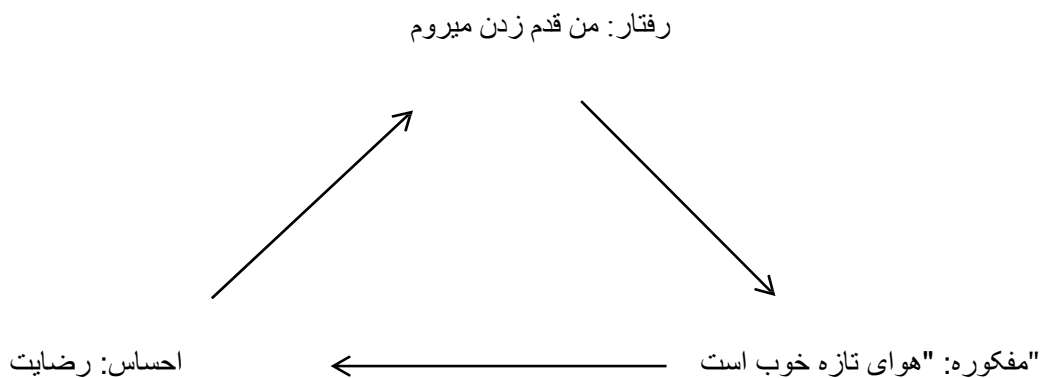 رفتار: من قدم زدن میروم
مفکوره: "هوای تازه خوب است"
احساس: رضایت